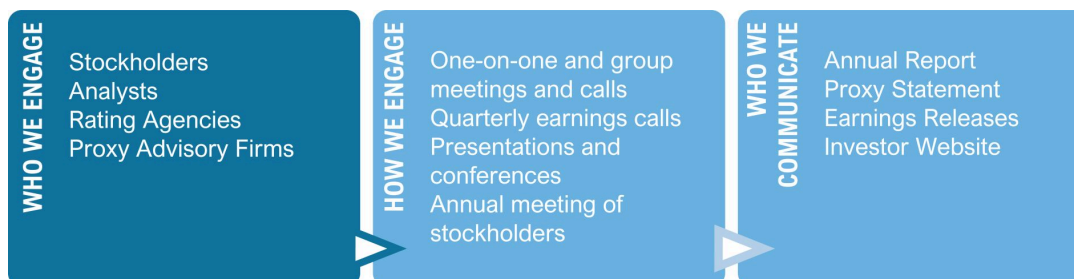 WHO WE ENGAGE
Stockholders
Analysts
Rating Agencies
Proxy Advisory Firms
HOW WE ENGAGE
One-on-one and group
meetings and calls
Quarterly earnings calls
Presentations and
conferences
Annual meeting of
stockholders
WHO WE
COMMUNICATE
Annual Report
Proxy Statement
Earnings Releases
Investor Website